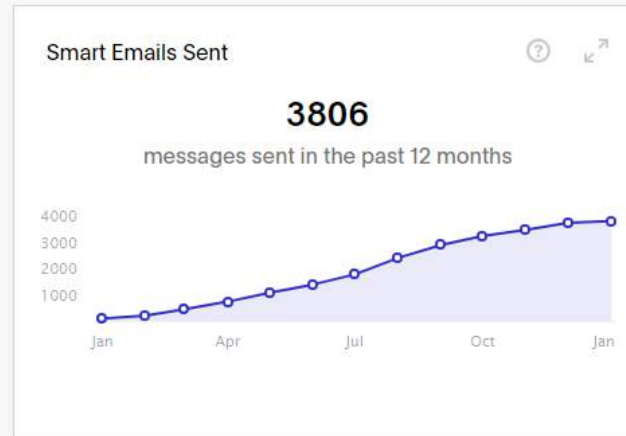 Smart Emails Sent
?
3806
messages sent in the past 12 months
4000
3000
2000
1000
Jan Apr Jul Oct Jan